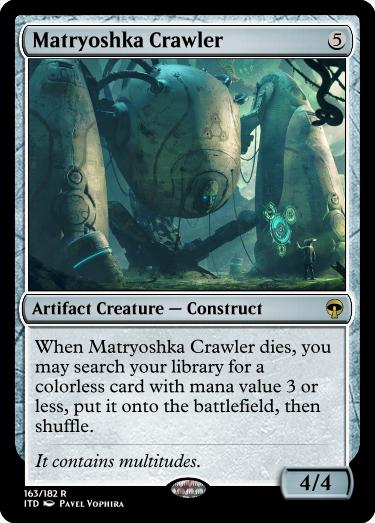 Matryoshka Crawler 5
Artifact Creature — Construct
When Matryoshka Crawler dies, you
may search your library for a
colorless card with mana value 3 or
less, put it onto the battlefield, then
shuffle.
It contains multitudes.
4/4
163/182 R
ITD Pavel Vophira